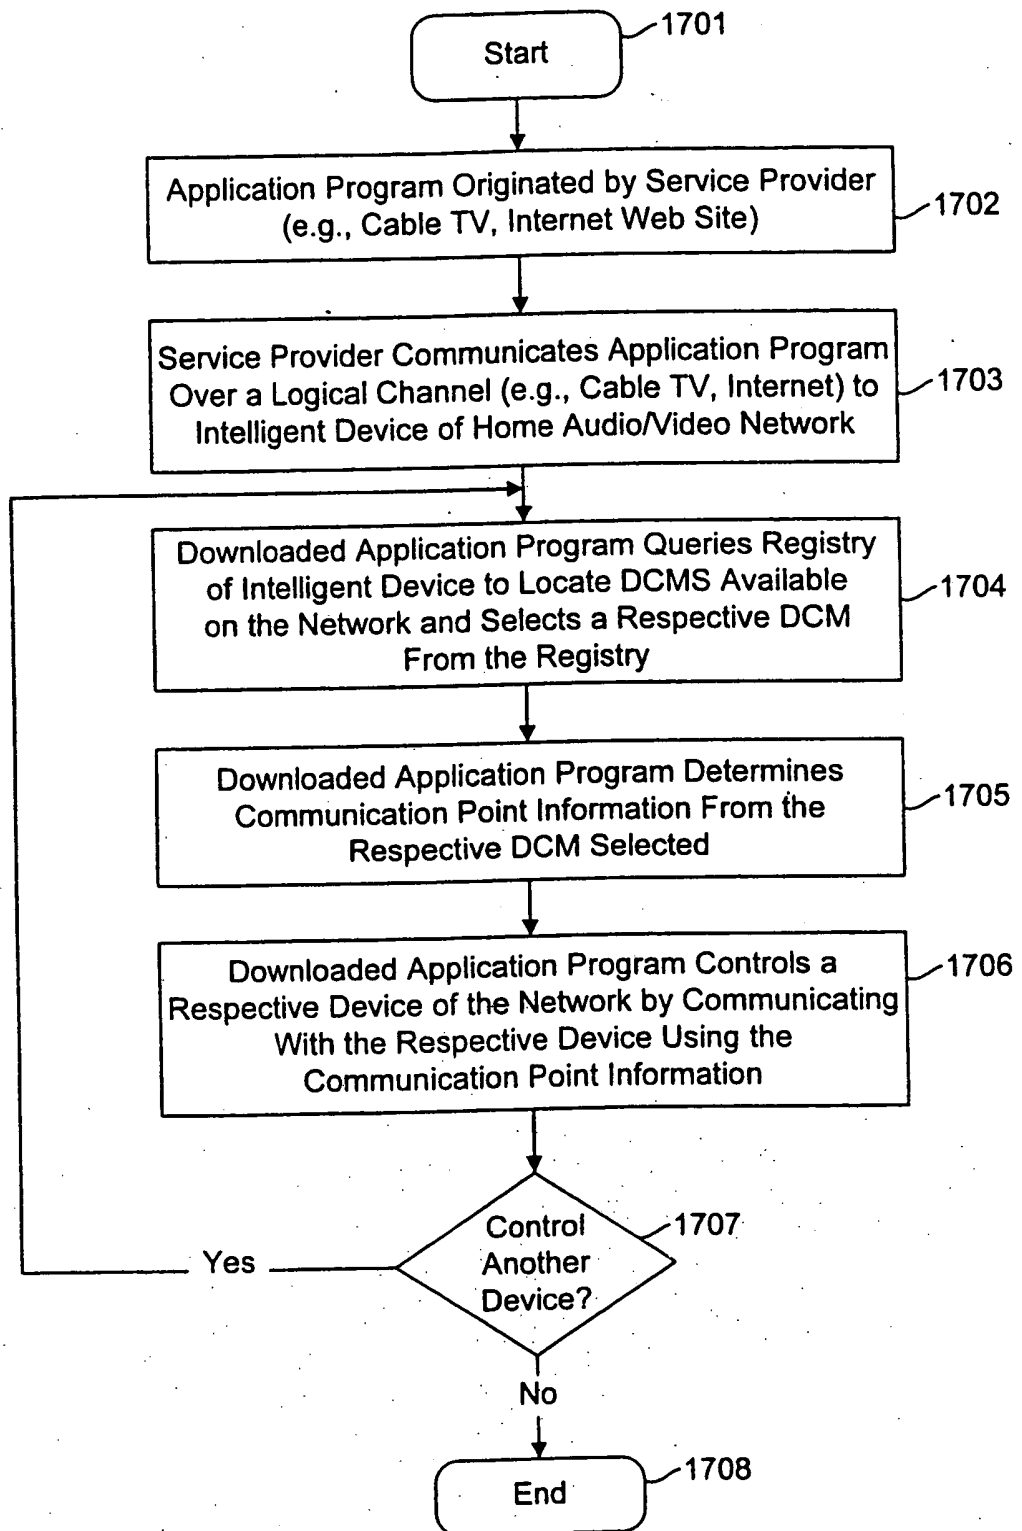 Start
1701
Application Program Originated by Service Provider
(e.g., Cable TV, Internet Web Site)
1702
Service Provider Communicates Application Program
Over a Logical Channel (e.g., Cable TV, Internet) to
Intelligent Device of Home Audio/Video Network
1703
Downloaded Application Program Queries Registry
of Intelligent Device to Locate DCMS Available
on the Network and Selects a Respective DCM
From the Registry
1704
Downloaded Application Program Determines
Communication Point Information From the
Respective DCM Selected
1705
Downloaded Application Program Controls a
Respective Device of the Network by Communicating
With the Respective Device Using the
Communication Point Information
1706
Control
Another
Device?
1707
Yes
No
End
1708